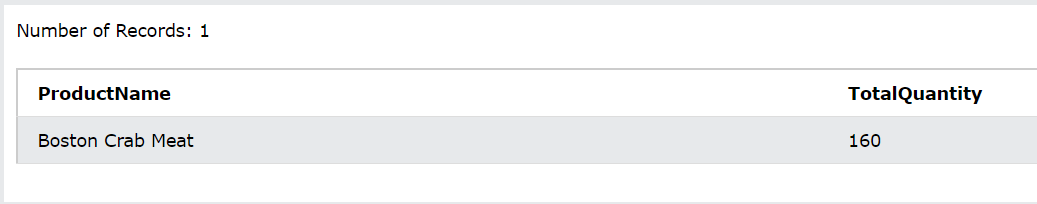 Number of Records: 1
ProductName TotalQuantity
Boston Crab Meat 160